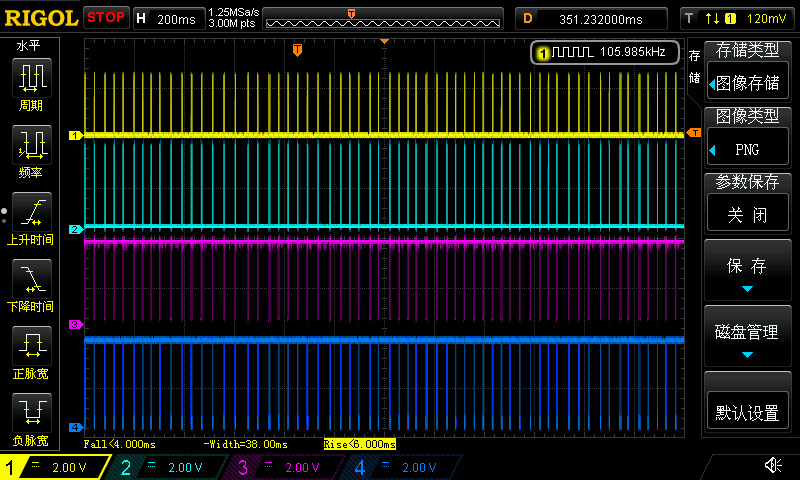 RIGOL STOP H 200ms 1.25MSa/s 3.00M pts T D 351.232000ms T 1 120mV
水平
周期
频率
上升时间
下降时间
正脉宽
负脉宽
T
1 105.985kHz
1
2
3
4
T
Fall<4.000ms -Width=38.00ms Rise<6.000ms
存储
存储类型
图像存储
图像类型
PNG
参数保存
关闭
保存
磁盘管理
默认设置
1 2.00 V 2 2.00 V 3 2.00 V 4 2.00 V